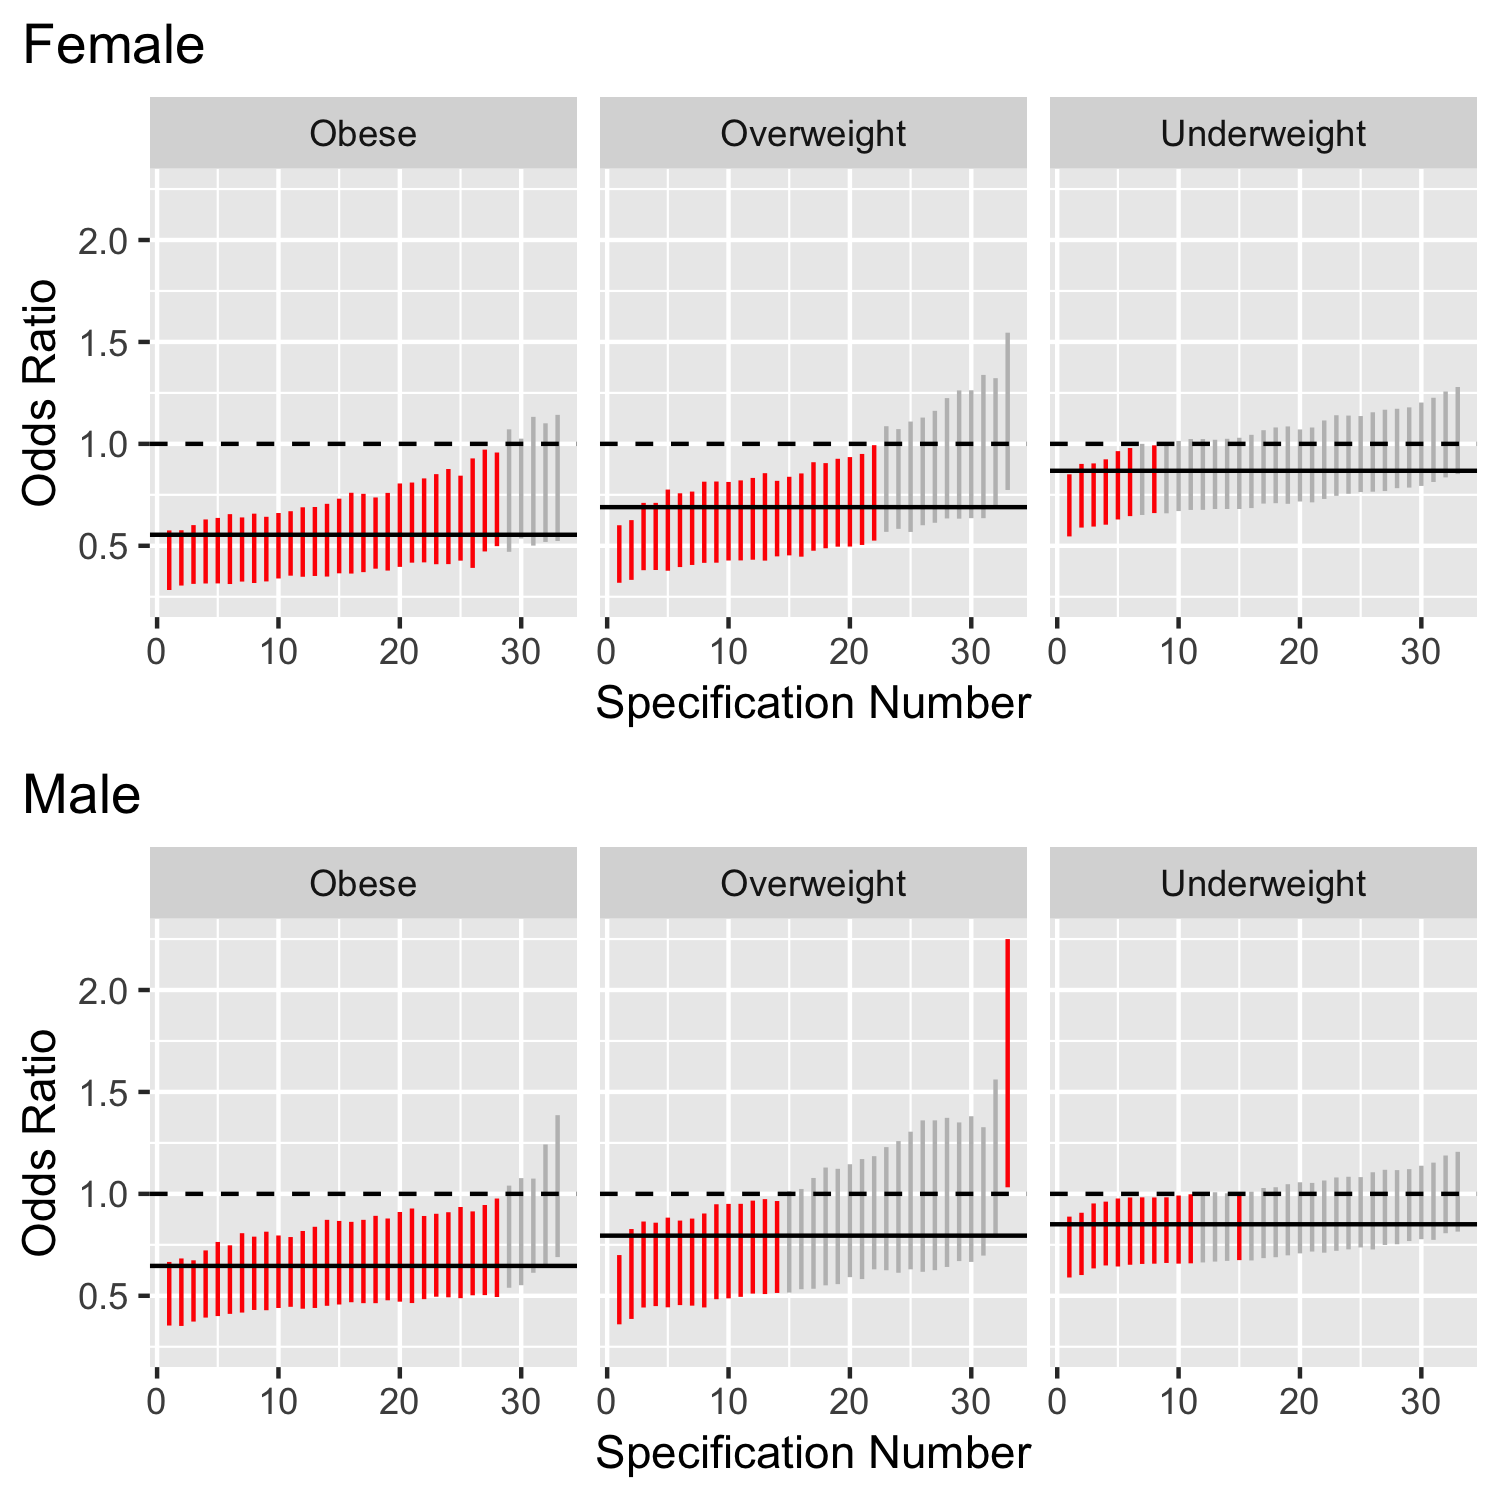 Female
Obese Overweight Underweight
2.0
1.5
1.0
0.5
Odds Ratio
0 10 20 30 0 10 20 30 0 10 20 30
Specification Number
Male
Obese Overweight Underweight
2.0
1.5
1.0
0.5
Odds Ratio
0 10 20 30 0 10 20 30 0 10 20 30
Specification Number